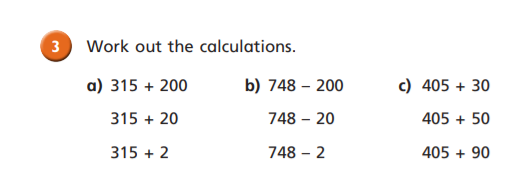 3 Work out the calculations.
a) 315 + 200 b) 748 – 200 c) 405 + 30
315 + 20 748 – 20 405 + 50
315 + 2 748 – 2 405 + 90